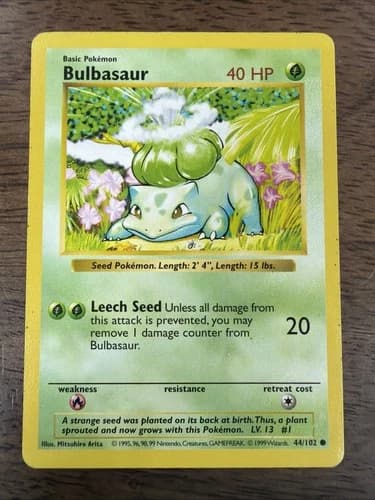 Basic Pokémon
Bulbasaur 40 HP
Seed Pokémon. Length: 2' 4", Length: 15 lbs.
Leech Seed Unless all damage from
this attack is prevented, you may
remove 1 damage counter from
Bulbasaur.
20
weakness resistance retreat cost
A strange seed was planted on its back at birth. Thus, a plant
sprouted and now grows with this Pokémon. LV. 13 #1
Illus. Mitsuhiro Arita © 1995, 96, 98, 99 Nintendo, Creatures, GAMEFREAK. © 1999 Wizards. 44/102